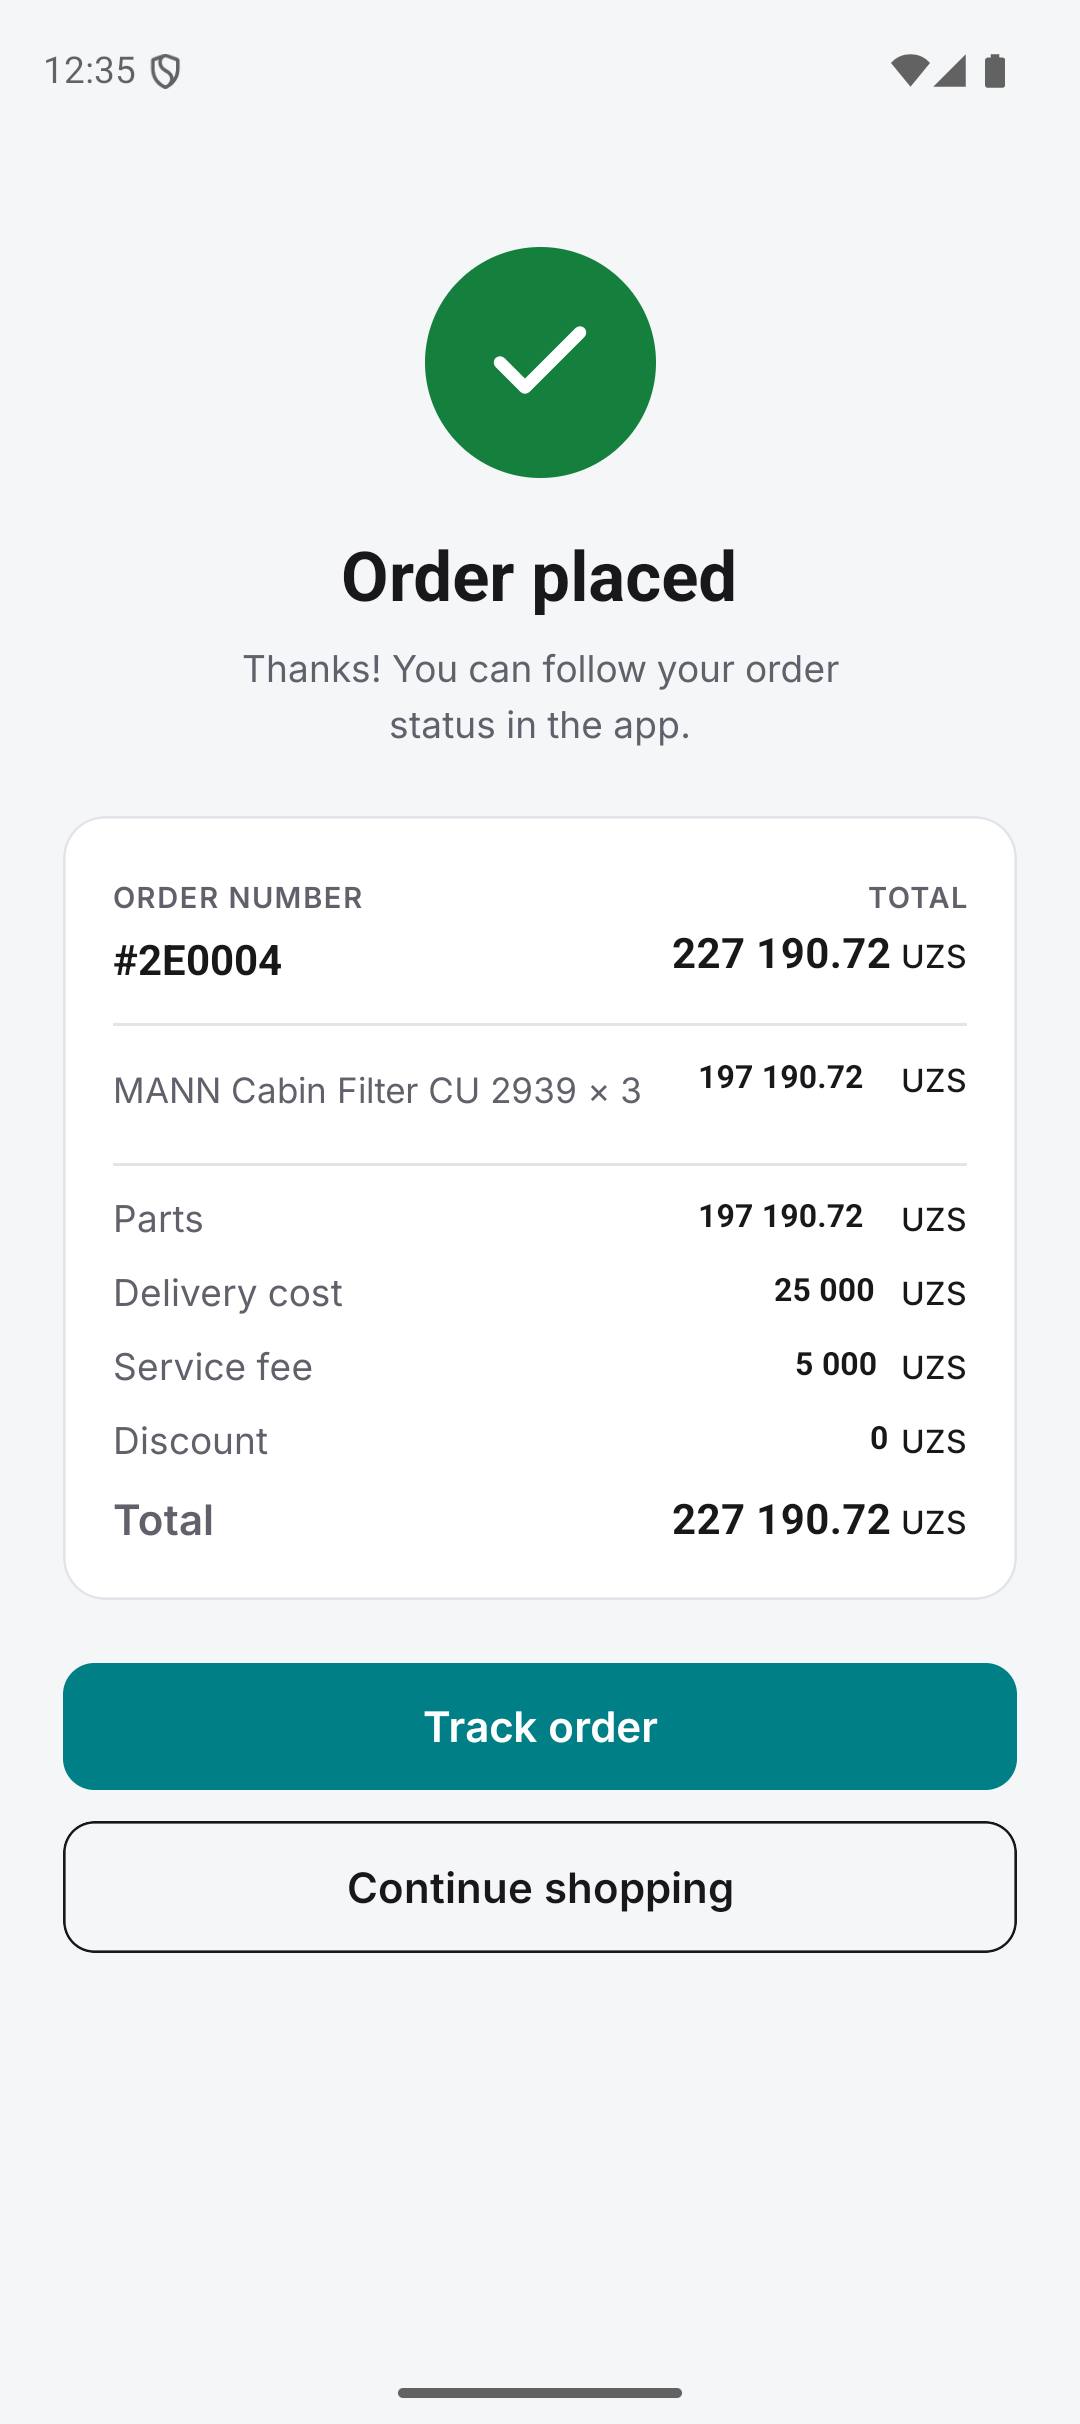 12:35
Order placed
Thanks! You can follow your order
status in the app.
ORDER NUMBER TOTAL
#2E0004 227 190.72 UZS
MANN Cabin Filter CU 2939 × 3 197 190.72 UZS
Parts 197 190.72 UZS
Delivery cost 25 000 UZS
Service fee 5 000 UZS
Discount 0 UZS
Total 227 190.72 UZS
Track order
Continue shopping